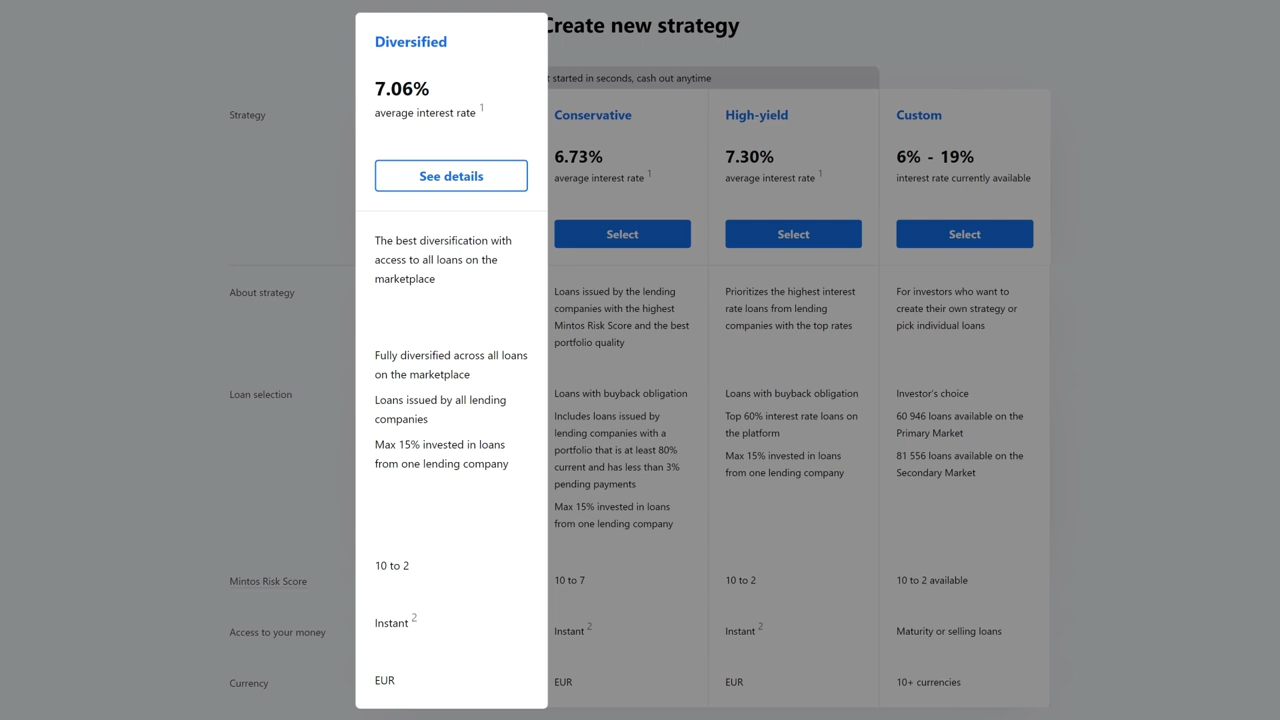 Create new strategy
t started in seconds, cash out anytime
Strategy
Diversified
7.06%
average interest rate 1
See details
Conservative
6.73%
average interest rate 1
Select
High-yield
7.30%
average interest rate 1
Select
Custom
6% - 19%
interest rate currently available
Select
About strategy
The best diversification with
access to all loans on the
marketplace
Loans issued by the lending
companies with the highest
Mintos Risk Score and the best
portfolio quality
Prioritizes the highest interest
rate loans from lending
companies with the top rates
For investors who want to
create their own strategy or
pick individual loans
Loan selection
Fully diversified across all loans
on the marketplace
Loans issued by all lending
companies
Max 15% invested in loans
from one lending company
Loans with buyback obligation
Includes loans issued by
lending companies with a
portfolio that is at least 80%
current and has less than 3%
pending payments
Max 15% invested in loans
from one lending company
Loans with buyback obligation
Top 60% interest rate loans on
the platform
Max 15% invested in loans
from one lending company
Investor's choice
60 946 loans available on the
Primary Market
81 556 loans available on the
Secondary Market
Mintos Risk Score
10 to 2
10 to 7
10 to 2
10 to 2 available
Access to your money
Instant 2
Instant 2
Instant 2
Maturity or selling loans
Currency
EUR
EUR
EUR
10+ currencies